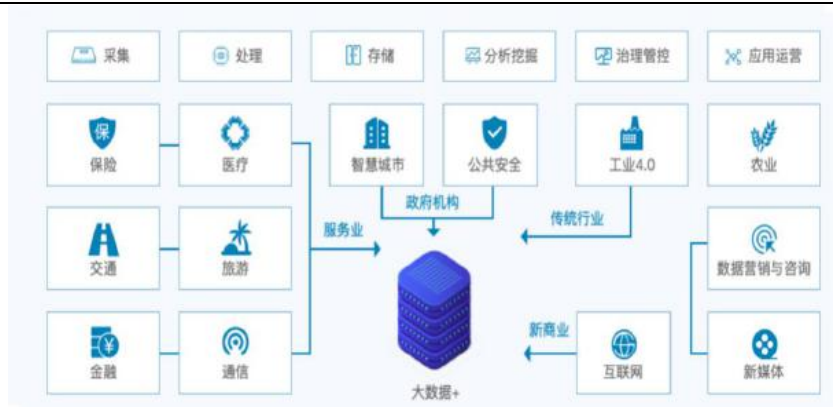 采集
处理
存储
分析挖掘
治理管控
应用运营
保
保险
医疗
智慧城市
公共安全
工业4.0
农业
政府机构
服务业
传统行业
交通
旅游
数据营销与咨询
新商业
¥
金融
通信
互联网
新媒体
大数据+